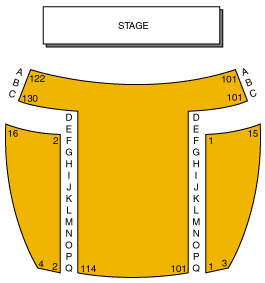 STAGE
A 122 101 A
B B
C 130 101 C
D D
E E
16 2 F F 1 15
G G
H H
I I
J J
K K
L L
M M
N N
O O
4 P P 3
2 Q 114 101 Q 1